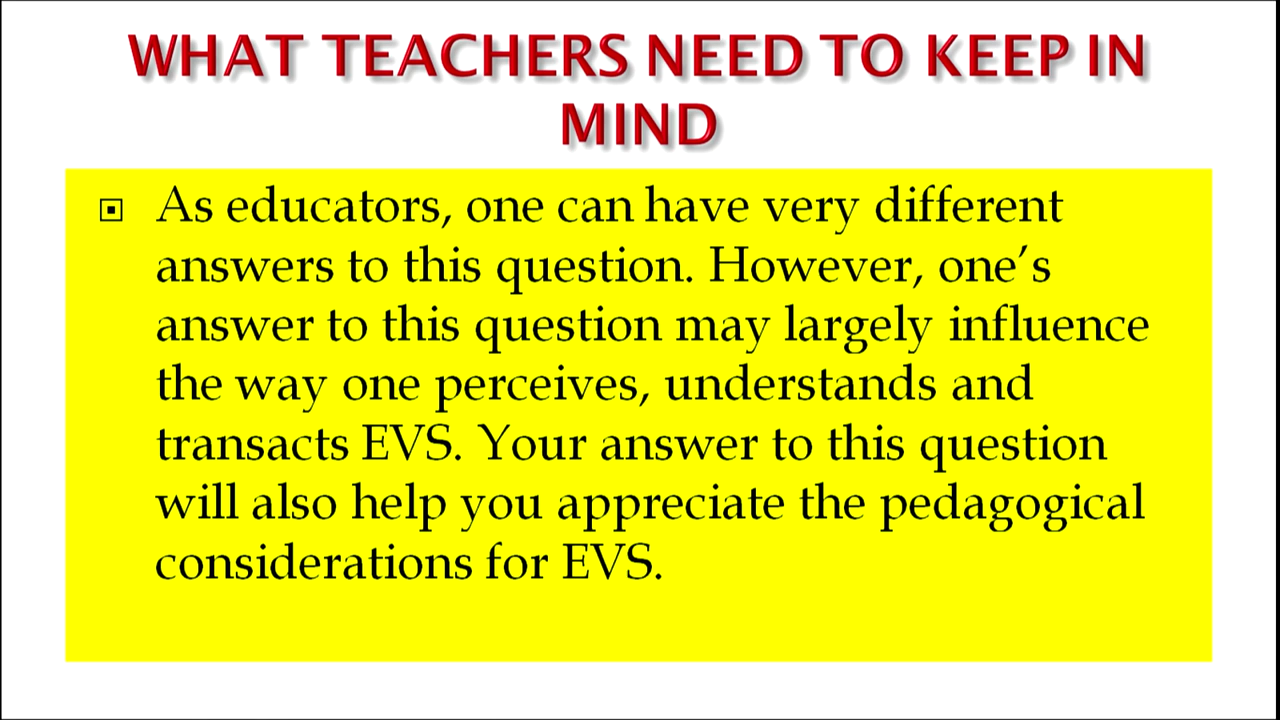 WHAT TEACHERS NEED TO KEEP IN
MIND
As educators, one can have very different
answers to this question. However, one’s
answer to this question may largely influence
the way one perceives, understands and
transacts EVS. Your answer to this question
will also help you appreciate the pedagogical
considerations for EVS.